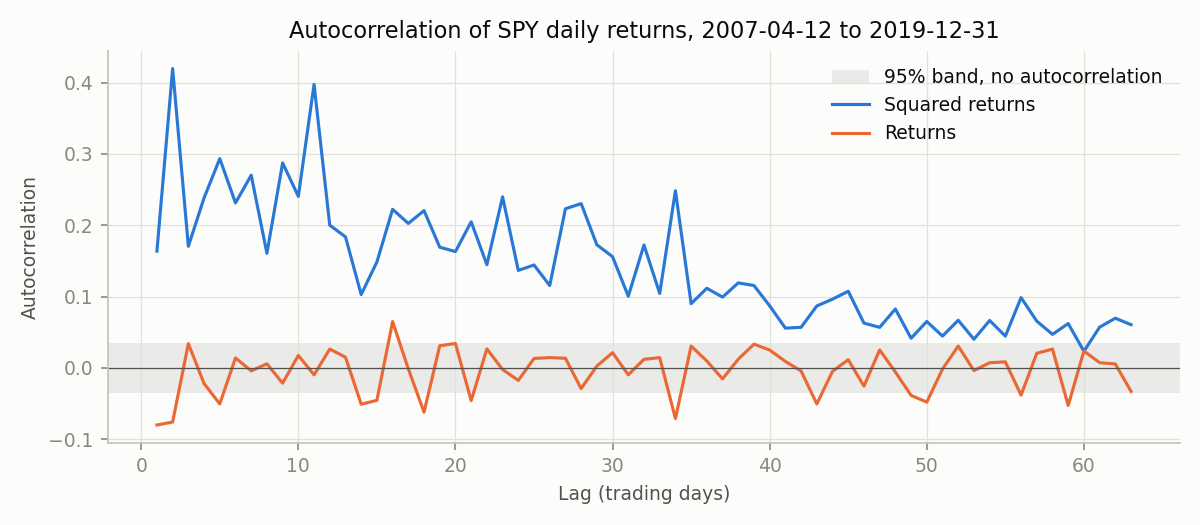 Autocorrelation of SPY daily returns, 2007-04-12 to 2019-12-31
95% band, no autocorrelation
Squared returns
Returns
Autocorrelation
0.4
0.3
0.2
0.1
0.0
−0.1
0 10 20 30 40 50 60
Lag (trading days)